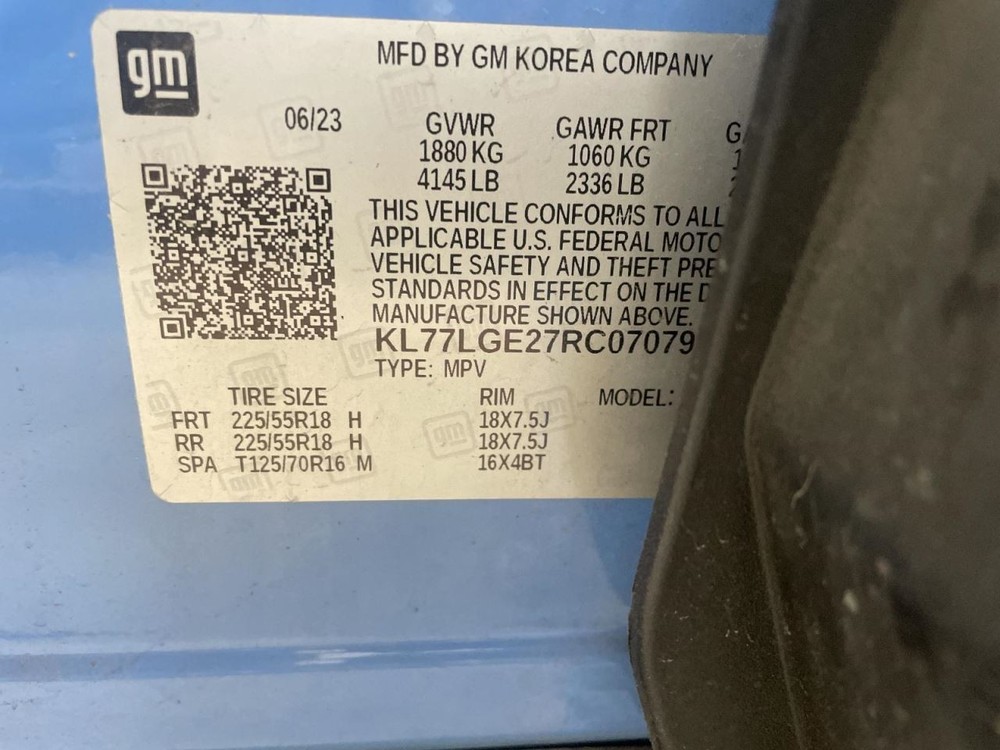 gm
MFD BY GM KOREA COMPANY
06/23 GVWR GAWR FRT
1880 KG 1060 KG
4145 LB 2336 LB
THIS VEHICLE CONFORMS TO ALL
APPLICABLE U.S. FEDERAL
VEHICLE SAFETY AND THEFT
STANDARDS IN EFFECT ON THE
MANUFACTURE SHOWN ABOVE.
KL77LGE27RC07079
TYPE: MPV
TIRE SIZE RIM MODEL:
FRT 225/55R18 H 18X7.5J
RR 225/55R18 H 18X7.5J
SPA T125/70R16 M 16X4BT